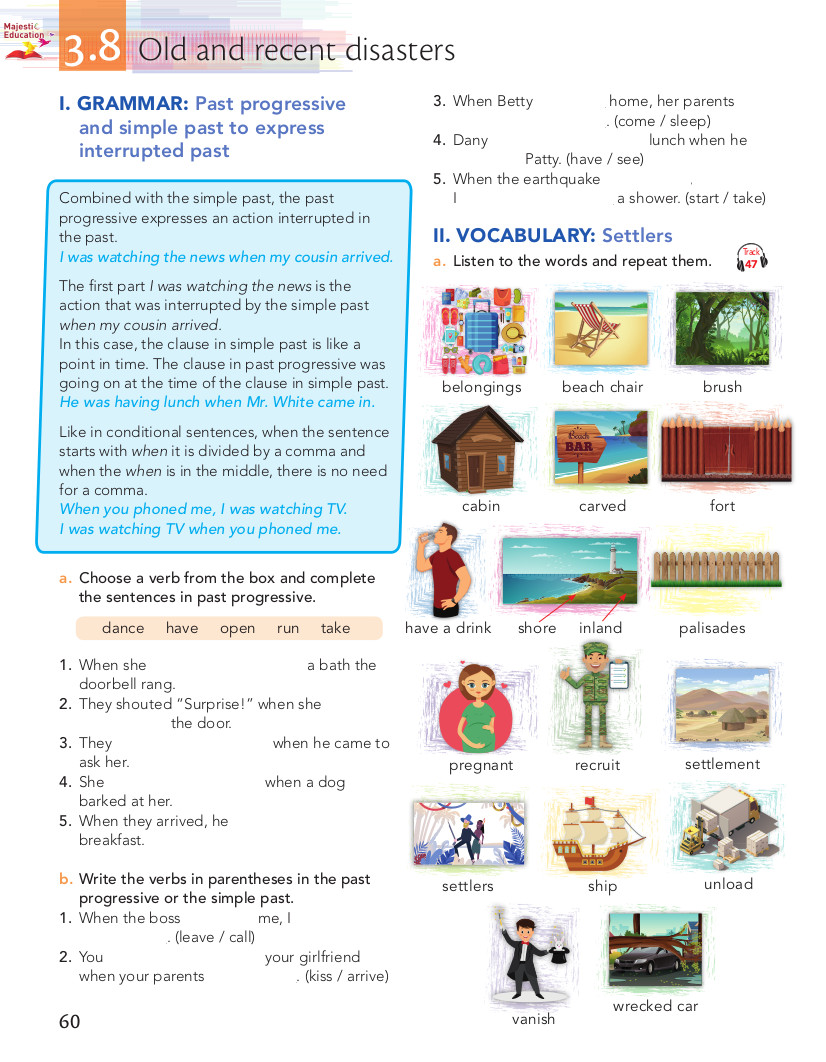 Majestic
Education
3.8 Old and recent disasters
I. GRAMMAR: Past progressive
and simple past to express
interrupted past
Combined with the simple past, the past
progressive expresses an action interrupted in
the past.
I was watching the news when my cousin arrived.
The first part I was watching the news is the
action that was interrupted by the simple past
when my cousin arrived.
In this case, the clause in simple past is like a
point in time. The clause in past progressive was
going on at the time of the clause in simple past.
He was having lunch when Mr. White came in.
Like in conditional sentences, when the sentence
starts with when it is divided by a comma and
when the when is in the middle, there is no need
for a comma.
When you phoned me, I was watching TV.
I was watching TV when you phoned me.
a. Choose a verb from the box and complete
the sentences in past progressive.
dance have open run take
1. When she a bath the
doorbell rang.
2. They shouted “Surprise!” when she
the door.
3. They when he came to
ask her.
4. She when a dog
barked at her.
5. When they arrived, he
breakfast.
b. Write the verbs in parentheses in the past
progressive or the simple past.
1. When the boss me, I
. (leave / call)
2. You your girlfriend
when your parents . (kiss / arrive)
60
3. When Betty home, her parents
. (come / sleep)
4. Dany lunch when he
Patty. (have / see)
5. When the earthquake ,
I a shower. (start / take)
II. VOCABULARY: Settlers
a. Listen to the words and repeat them.
Track
47
belongings beach chair brush
Beach
BAR
cabin carved fort
have a drink shore inland palisades
pregnant recruit settlement
settlers ship unload
vanish wrecked car